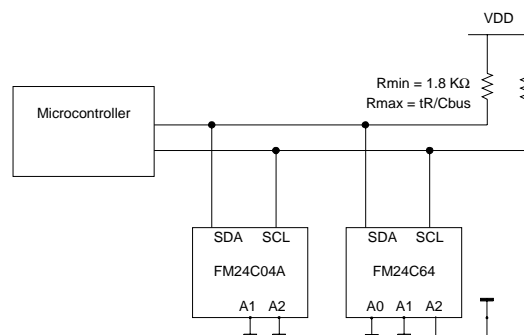 VDD
Rmin = 1.8 KΩ
Rmax = tR/Cbus
Microcontroller
SDA SCL
FM24C04A
A1 A2
SDA SCL
FM24C64
A0 A1 A2